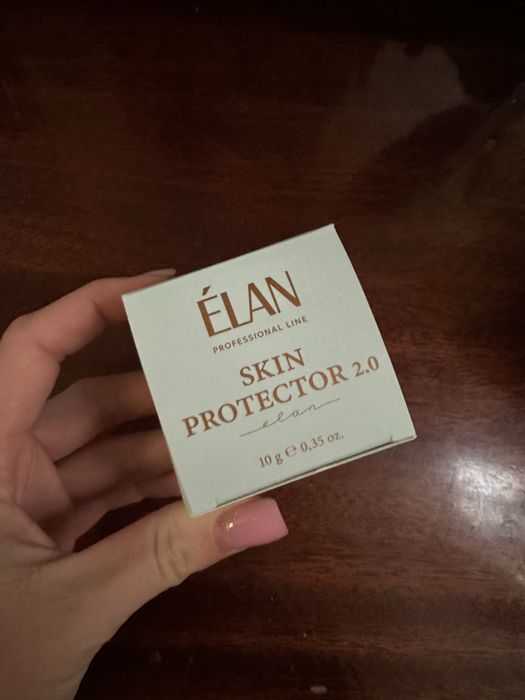 ÉLAN
PROFESSIONAL LINE
SKIN
PROTECTOR 2.0
elan
10 g ℮ 0,35 oz.